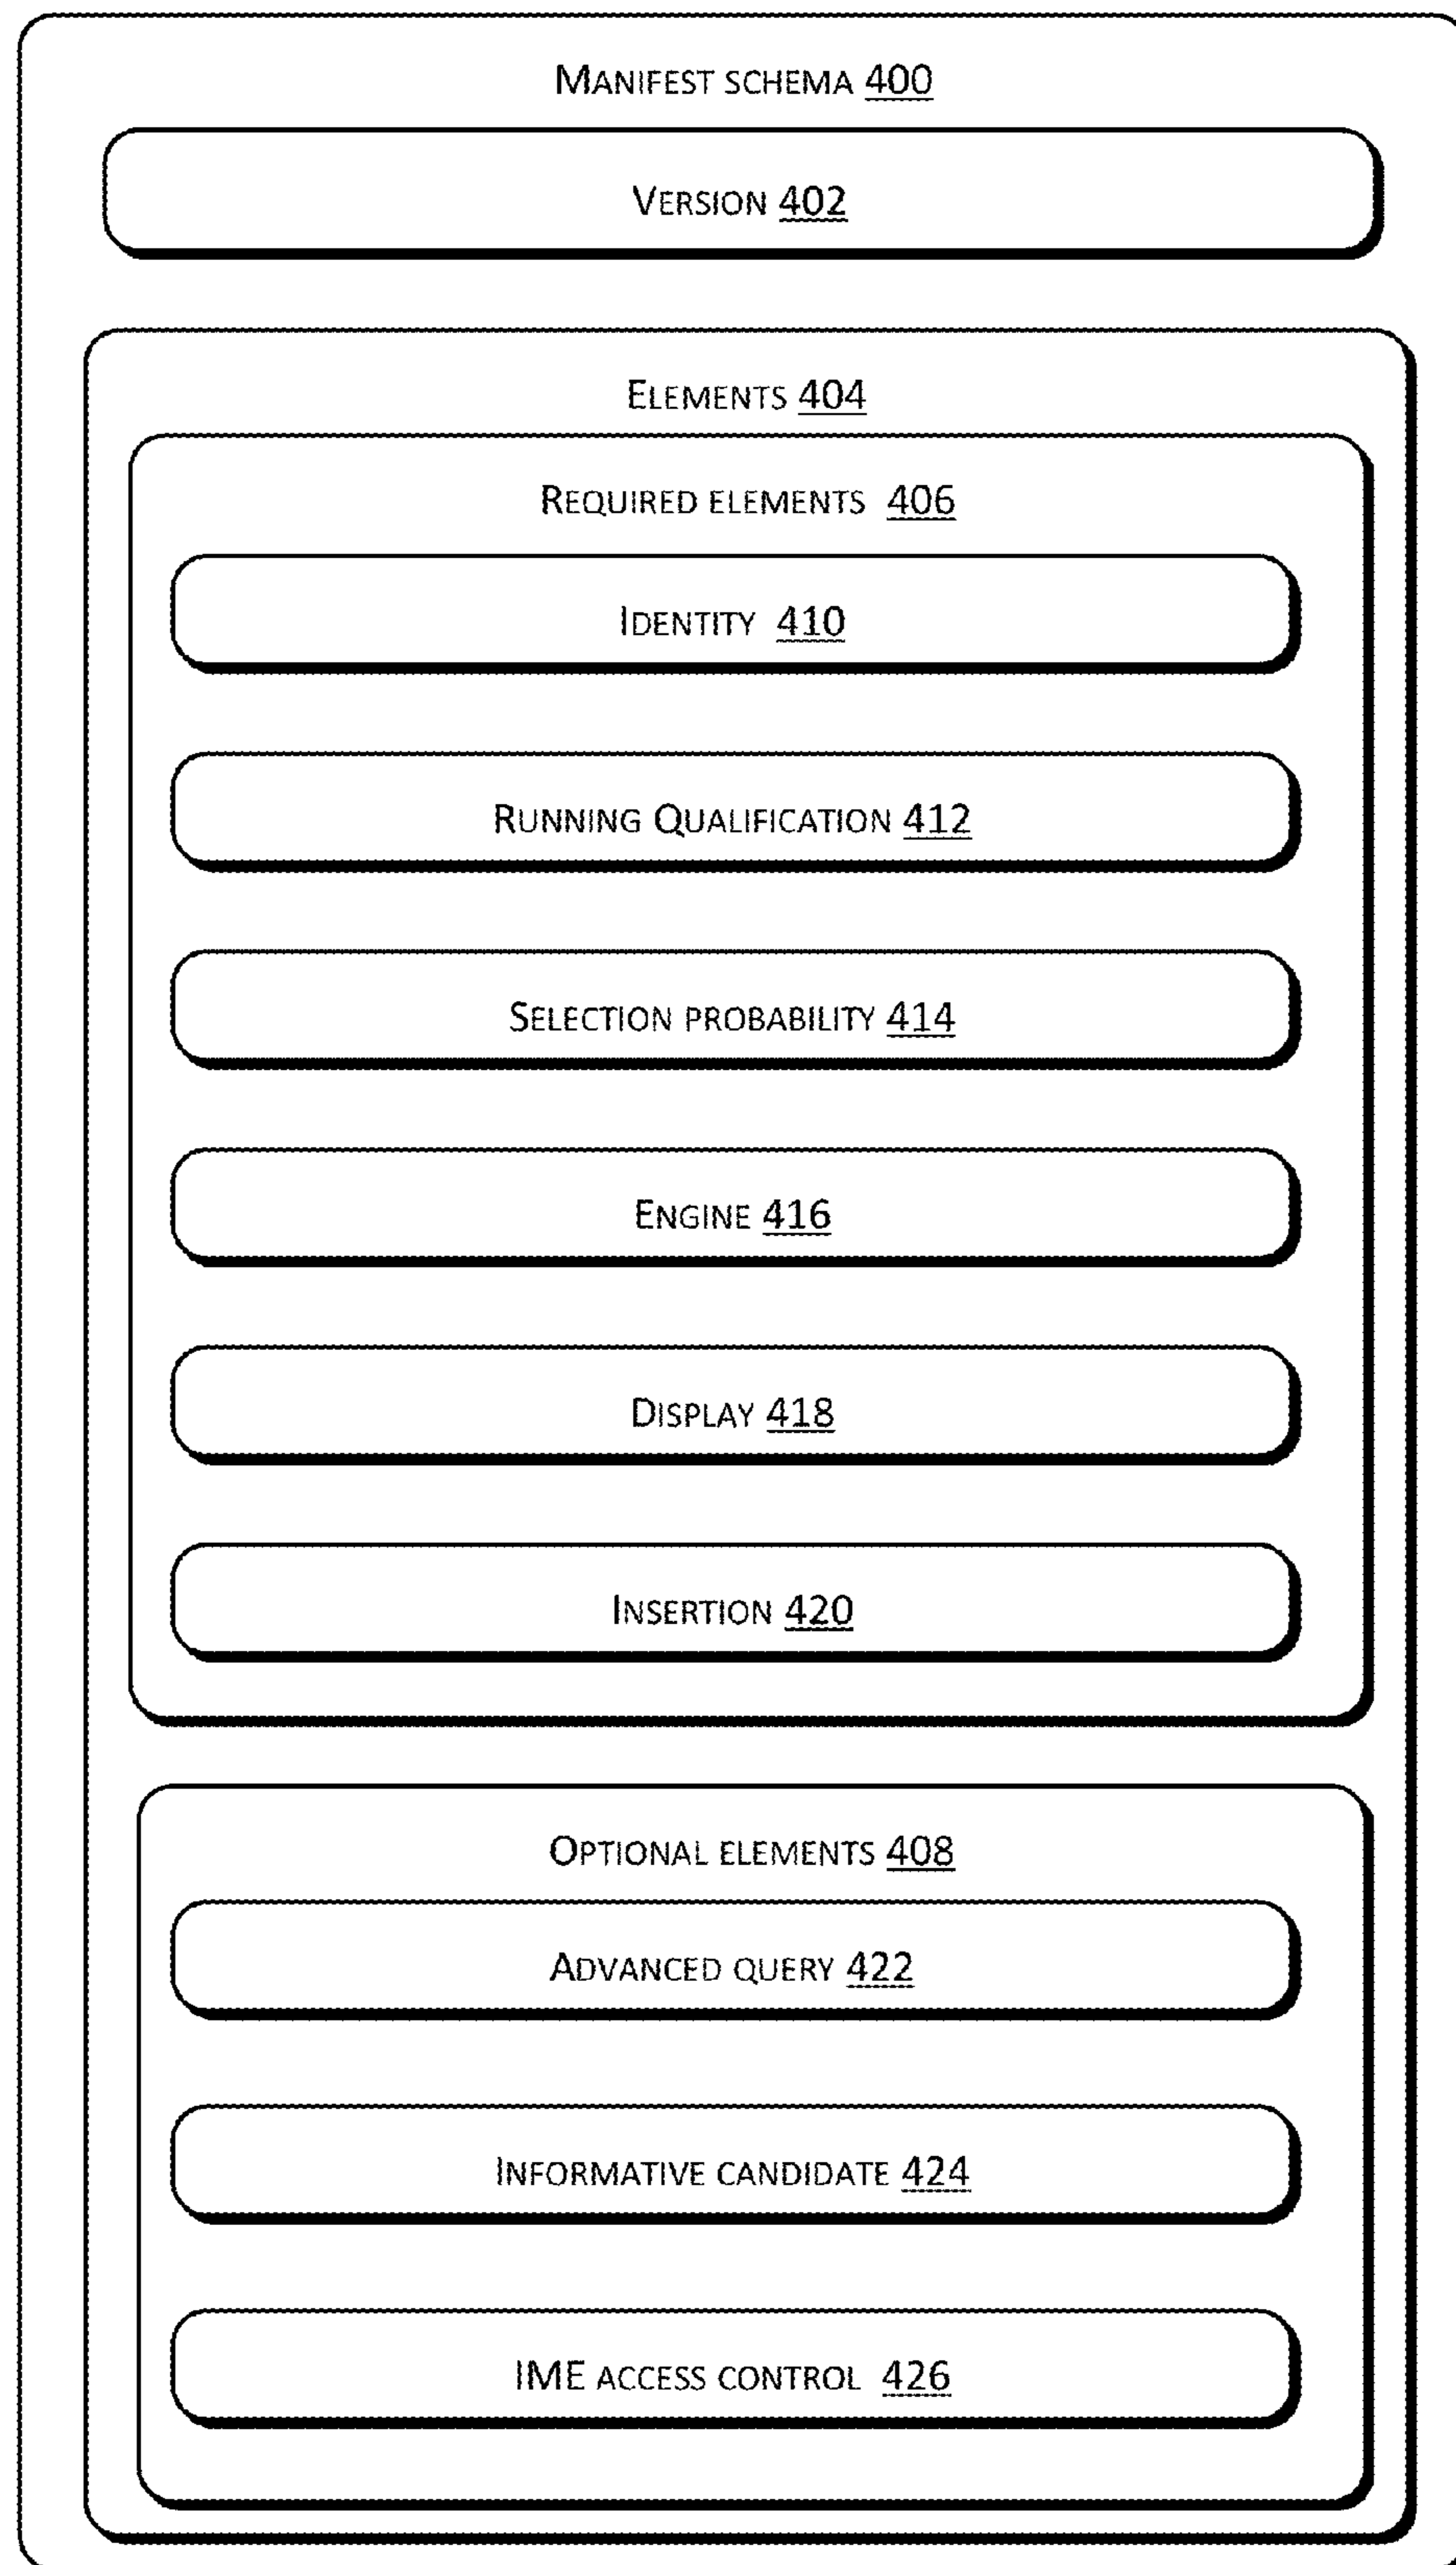 MANIFEST SCHEMA 400
VERSION 402
ELEMENTS 404
REQUIRED ELEMENTS 406
IDENTITY 410
RUNNING QUALIFICATION 412
SELECTION PROBABILITY 414
ENGINE 416
DISPLAY 418
INSERTION 420
OPTIONAL ELEMENTS 408
ADVANCED QUERY 422
INFORMATIVE CANDIDATE 424
IME ACCESS CONTROL 426